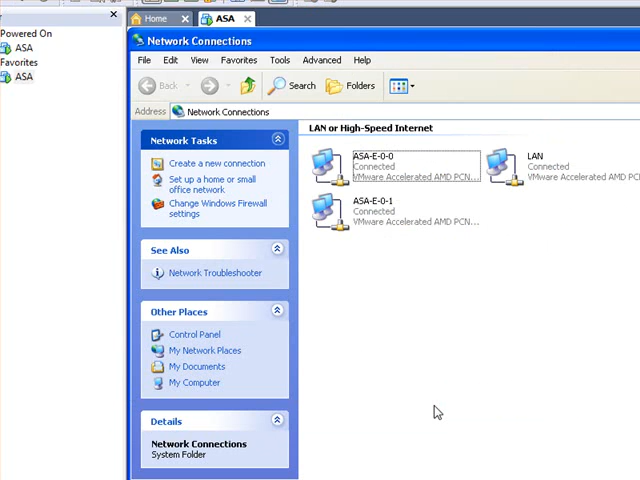 Home
ASA
Powered On
ASA
Favorites
ASA
Network Connections
File Edit View Favorites Tools Advanced Help
Back Search Folders
Address Network Connections
Network Tasks
Create a new connection
Set up a home or small
office network
Change Windows Firewall
settings
See Also
Network Troubleshooter
Other Places
Control Panel
My Network Places
My Documents
My Computer
Details
Network Connections
System Folder
LAN or High-Speed Internet
ASA-E-0-0
Connected
VMware Accelerated AMD PCN...
LAN
Connected
VMware Accelerated AMD PCN
ASA-E-0-1
Connected
VMware Accelerated AMD PCN...